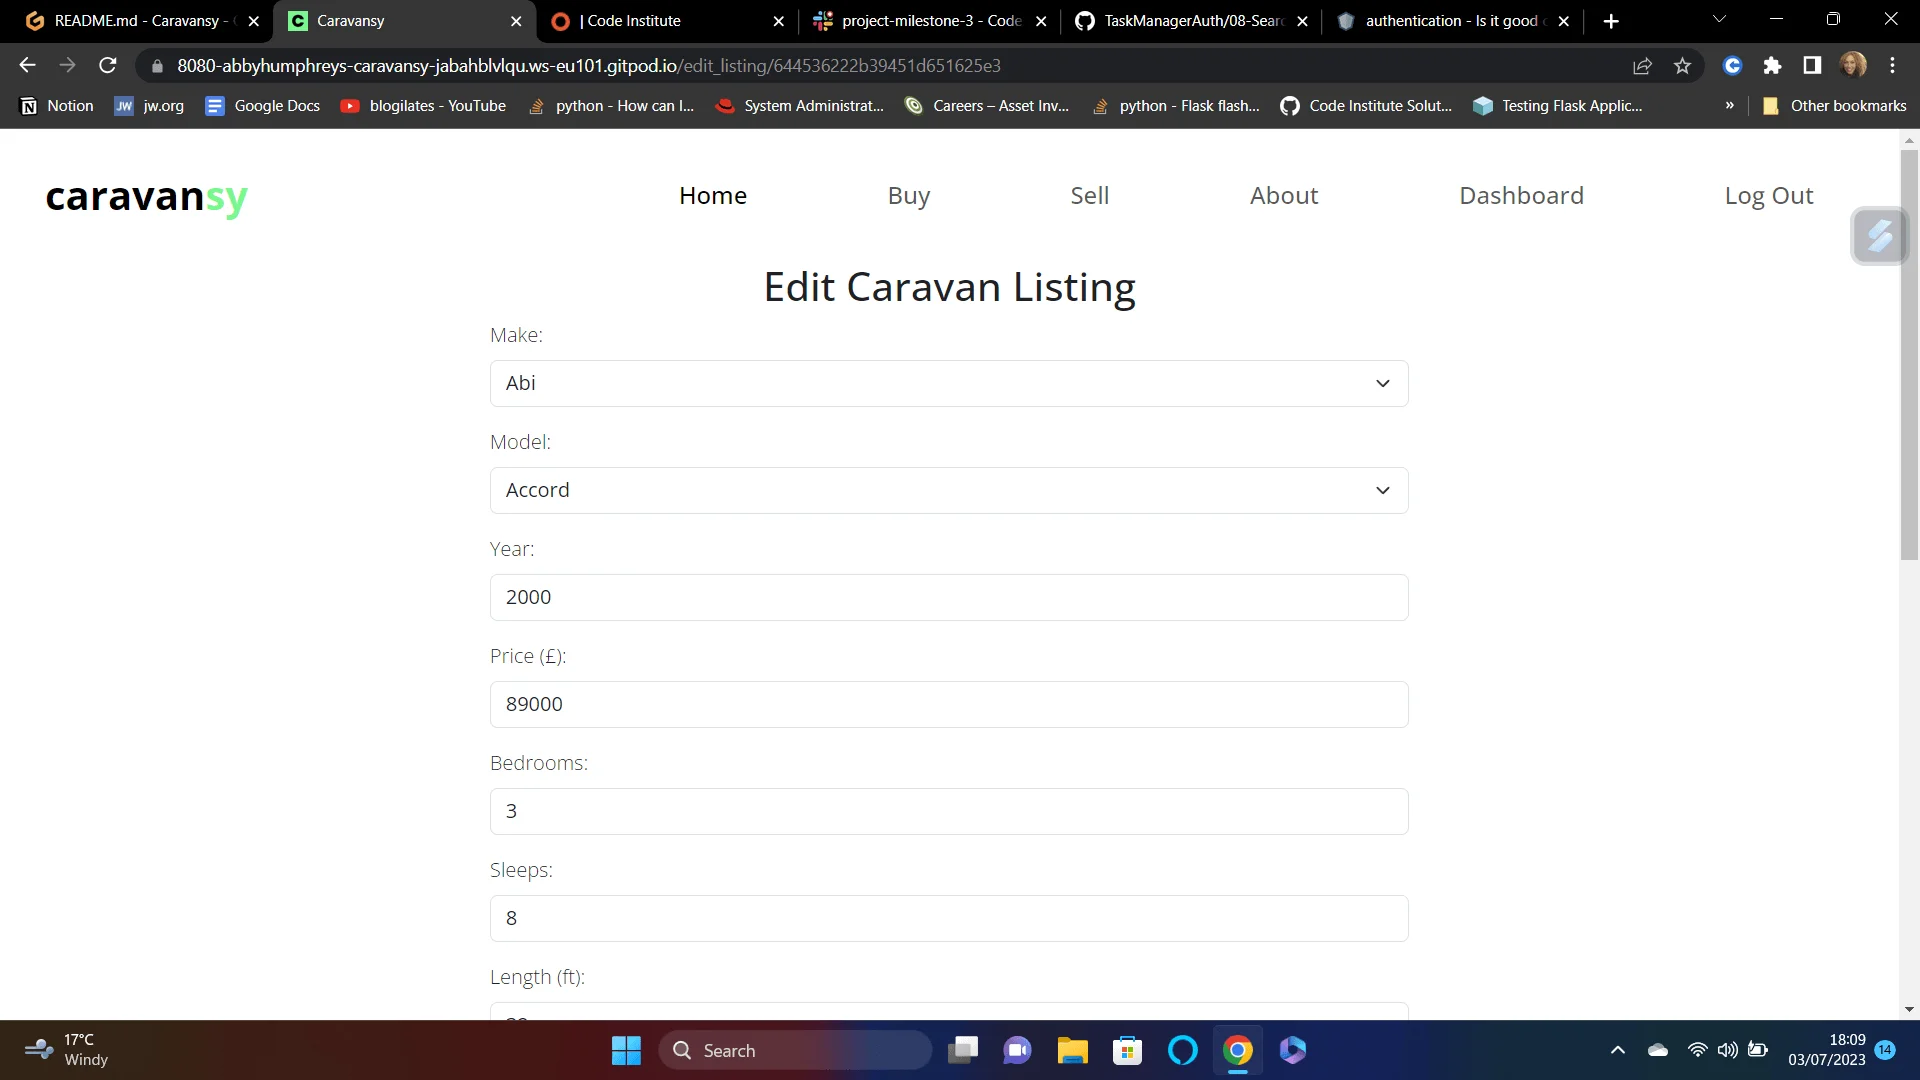 README.md - Caravansy -
Caravansy
| Code Institute
project-milestone-3 - Code
TaskManagerAuth/08-Sear
authentication - Is it good
8080-abbyhumphreys-caravansy-jabahblvlqu.ws-eu101.gitpod.io/edit_listing/644536222b39451d651625e3
Notion
JW
jw.org
Google Docs
blogilates - YouTube
python - How can I...
System Administrat...
Careers – Asset Inv...
python - Flask flash...
Code Institute Solut...
Testing Flask Applic...
»
Other bookmarks
caravansy
Home
Buy
Sell
About
Dashboard
Log Out
Edit Caravan Listing
Make:
Abi
Model:
Accord
Year:
2000
Price (£):
89000
Bedrooms:
3
Sleeps:
8
Length (ft):
17°C
Windy
Search
18:09
03/07/2023
14